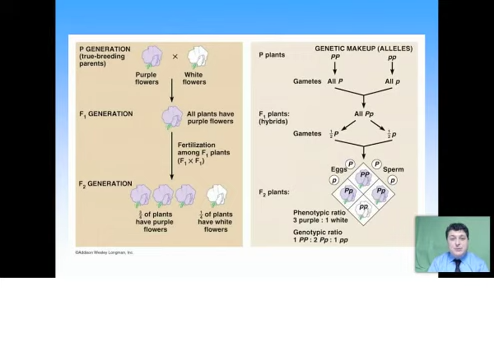 P GENERATION
(true-breeding
parents)
×
Purple
flowers
White
flowers
F1 GENERATION
All plants have
purple flowers
Fertilization
among F1 plants
(F1 × F1)
F2 GENERATION
3/4 of plants
have purple
flowers
1/4 of plants
have white
flowers
©Addison Wesley Longman, Inc.
GENETIC MAKEUP (ALLELES)
P plants
PP
pp
Gametes
All P
All p
F1 plants:
(hybrids)
All Pp
Gametes
1/2 P
1/2 p
Eggs
P
P
Sperm
p
p
PP
F2 plants:
Pp
Pp
pp
Phenotypic ratio
3 purple : 1 white
Genotypic ratio
1 PP : 2 Pp : 1 pp